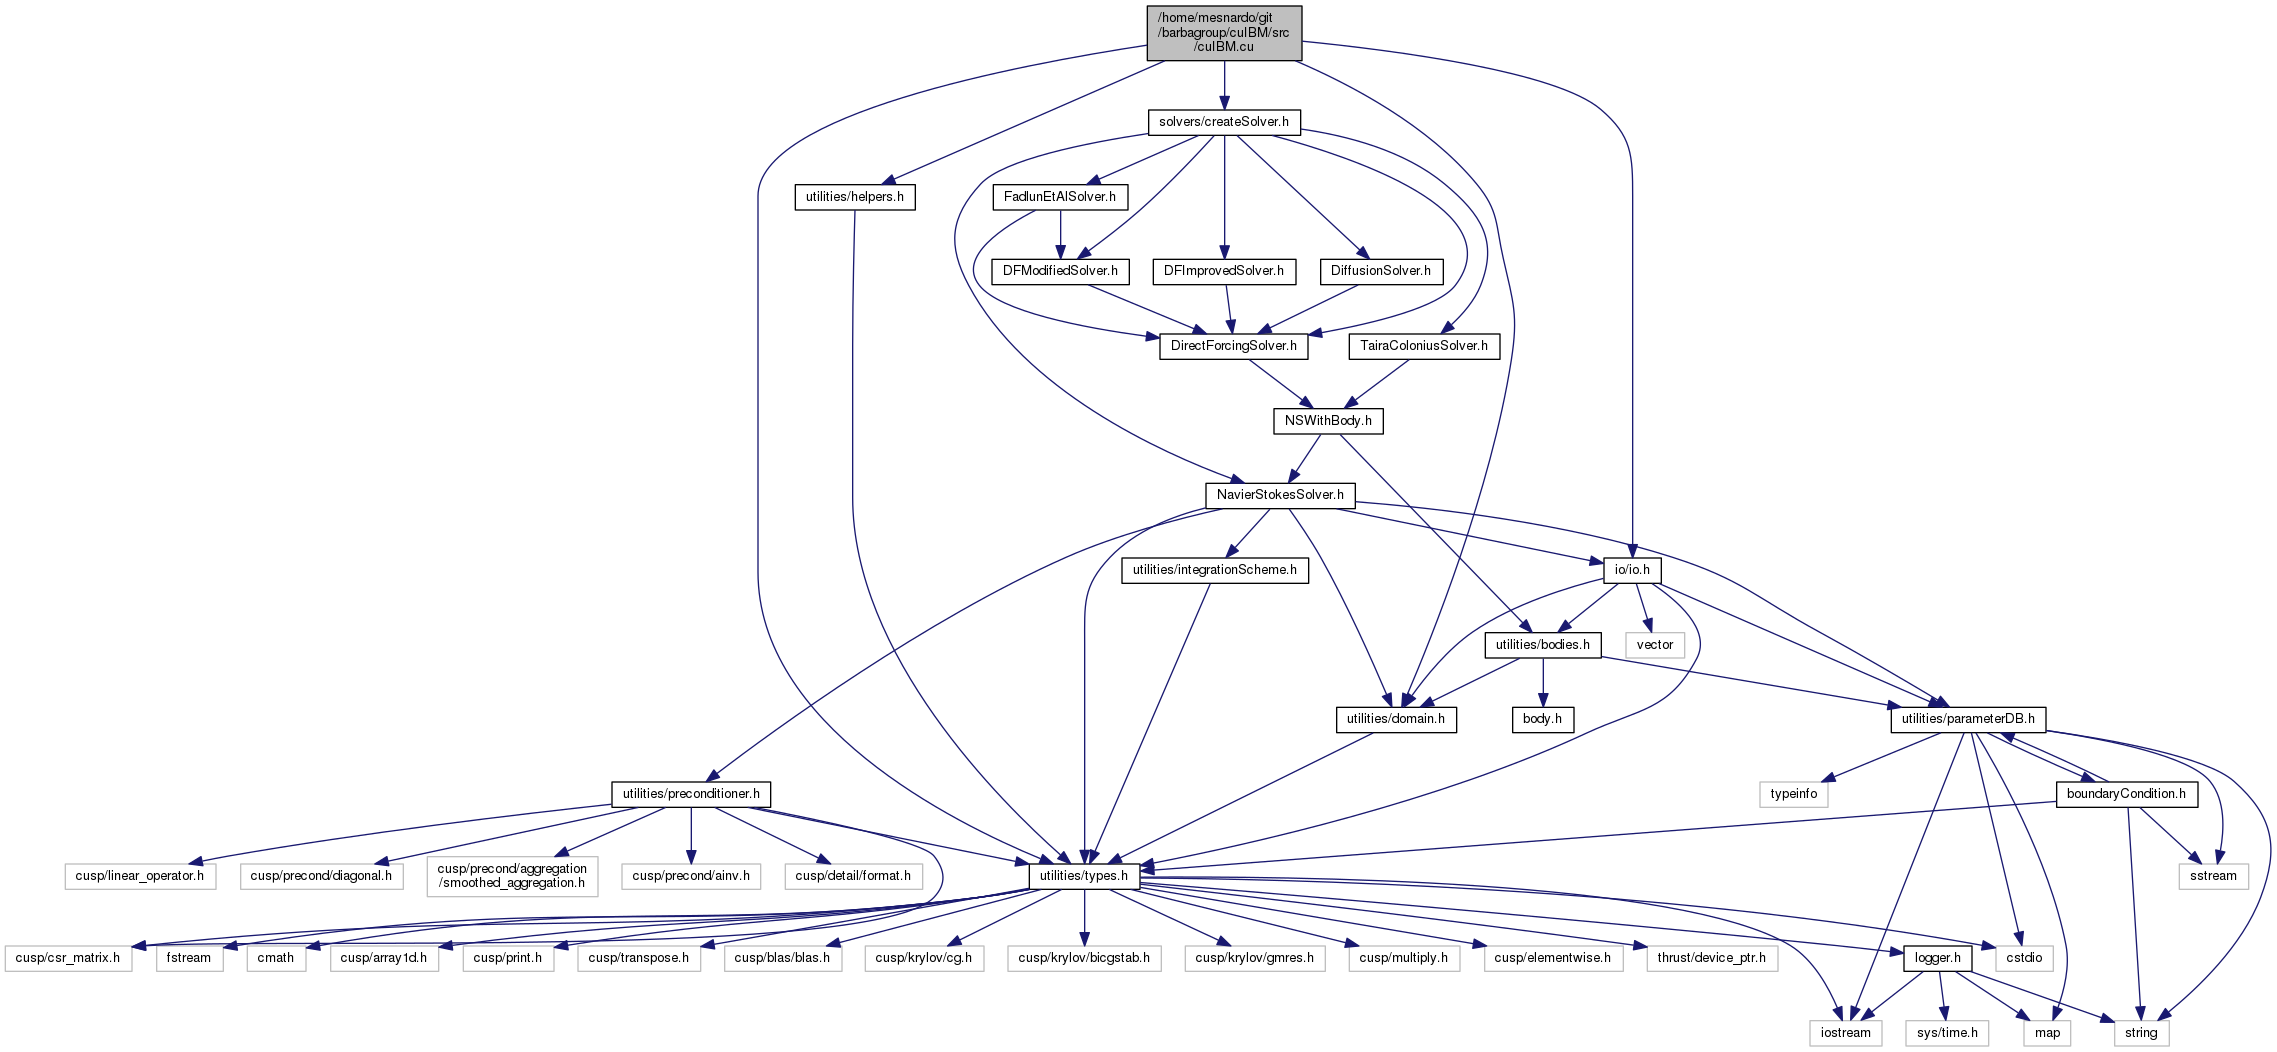 /home/mesnardo/git
/barbagroup/cuIBM/src
/cuIBM.cu
solvers/createSolver.h
utilities/helpers.h
FadlunEtAlSolver.h
DFModifiedSolver.h
DFImprovedSolver.h
DiffusionSolver.h
DirectForcingSolver.h
TairaColoniusSolver.h
NSWithBody.h
NavierStokesSolver.h
utilities/integrationScheme.h
io/io.h
utilities/bodies.h
vector
utilities/domain.h
body.h
utilities/parameterDB.h
utilities/preconditioner.h
typeinfo
boundaryCondition.h
cusp/linear_operator.h
cusp/precond/diagonal.h
cusp/precond/aggregation
/smoothed_aggregation.h
cusp/precond/ainv.h
cusp/detail/format.h
utilities/types.h
sstream
cusp/csr_matrix.h
fstream
cmath
cusp/array1d.h
cusp/print.h
cusp/transpose.h
cusp/blas/blas.h
cusp/krylov/cg.h
cusp/krylov/bicgstab.h
cusp/krylov/gmres.h
cusp/multiply.h
cusp/elementwise.h
thrust/device_ptr.h
logger.h
cstdio
iostream
sys/time.h
map
string